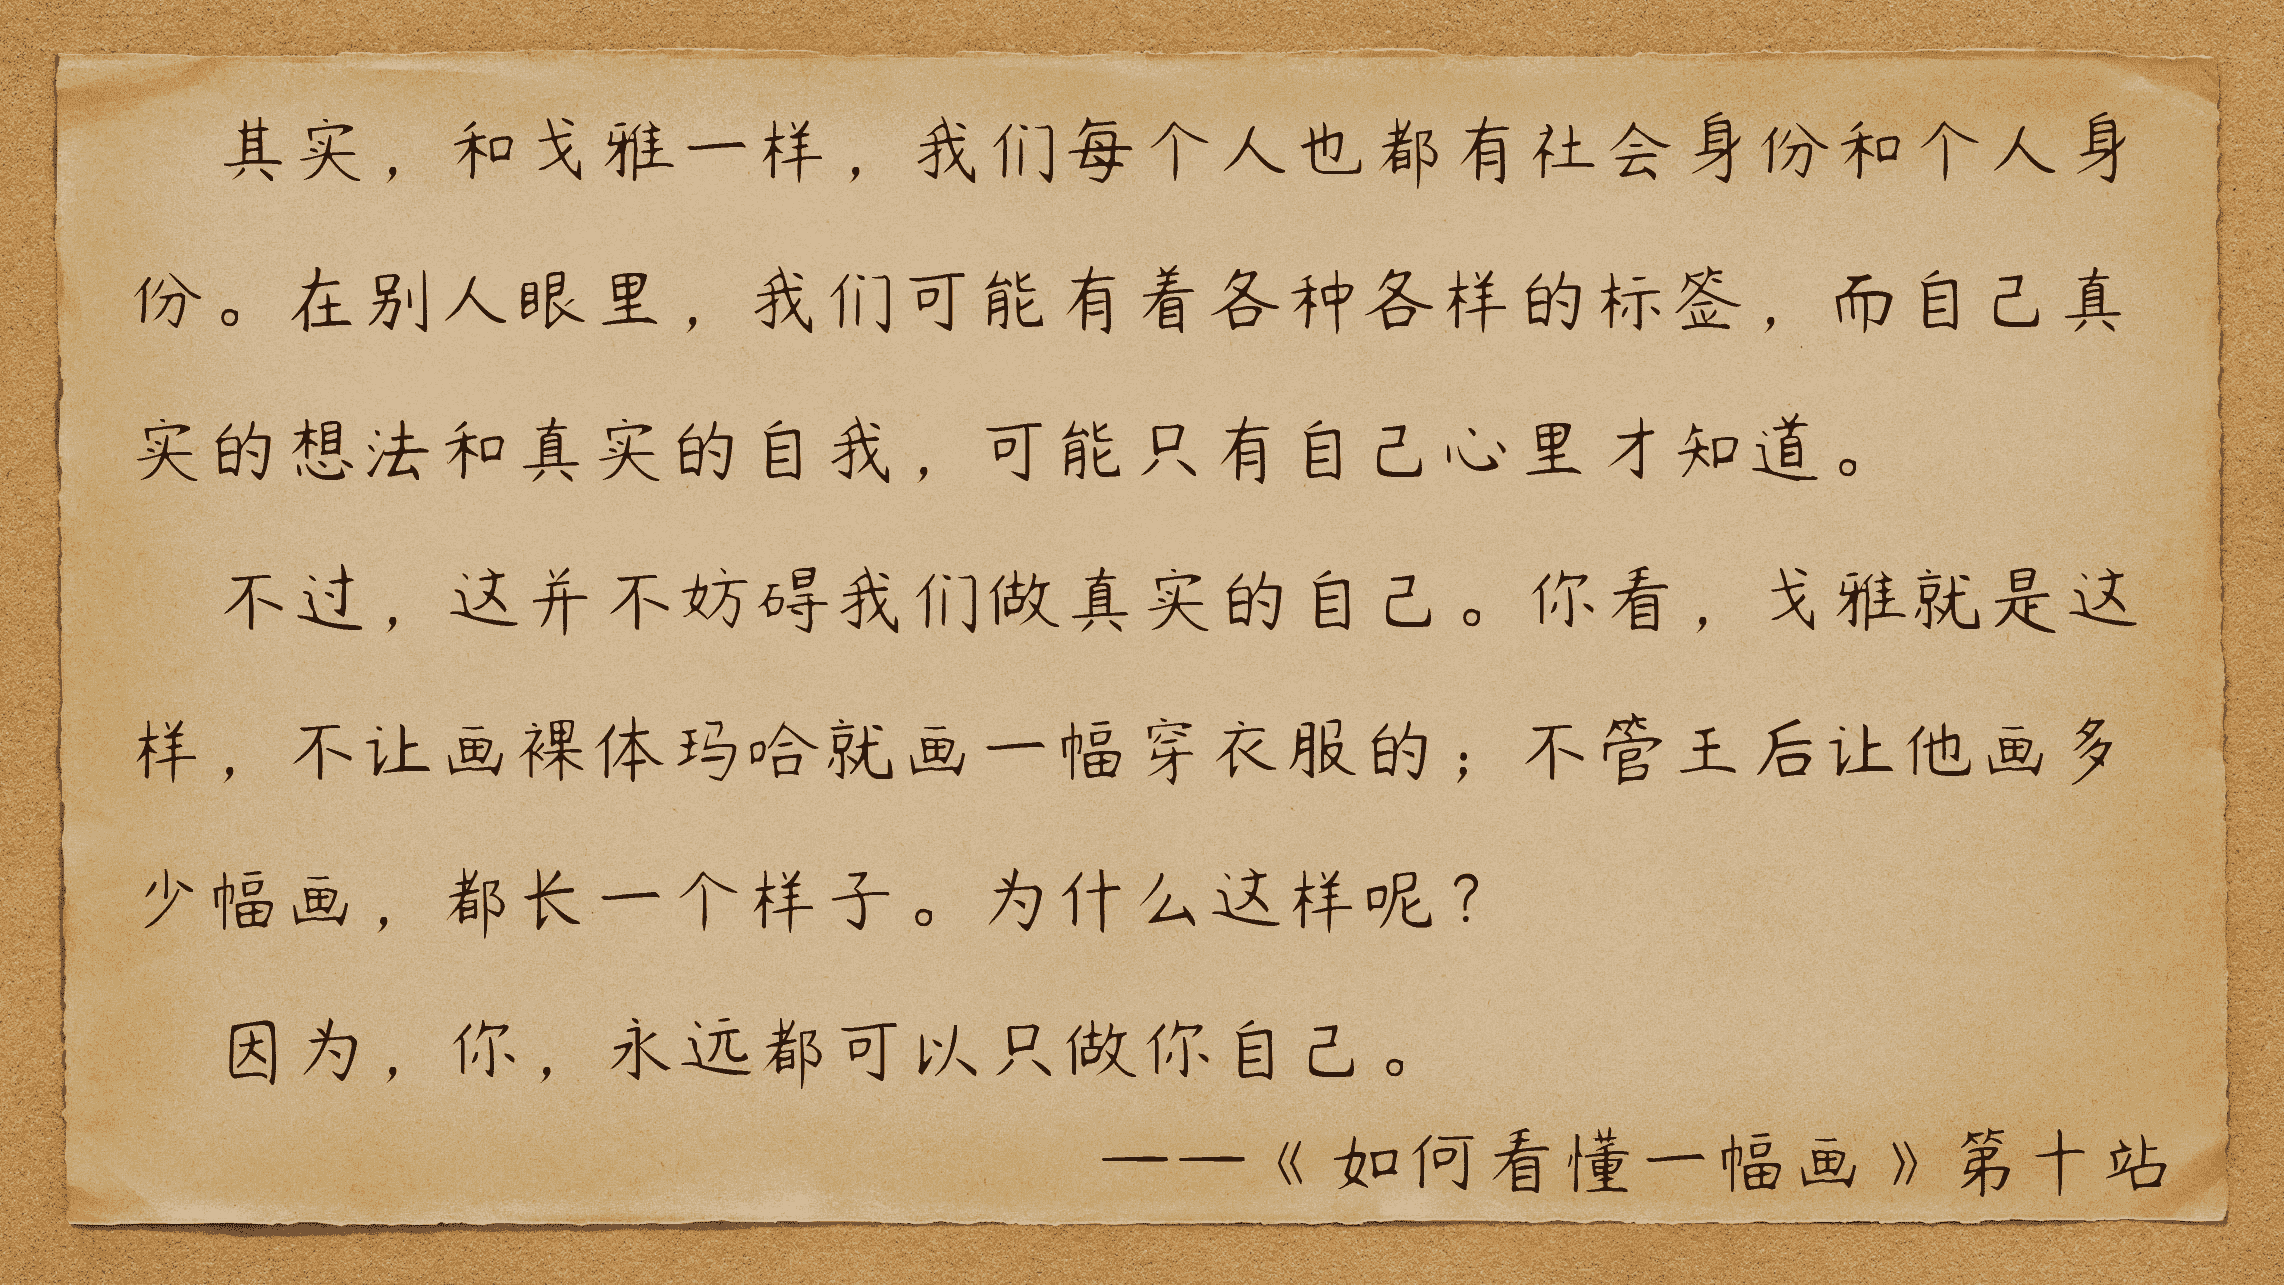 其实，和戈雅一样，我们每个人也都有社会身份和个人身
份。在别人眼里，我们可能有着各种各样的标签，而自己真
实的想法和真实的自我，可能只有自己心里才知道。
不过，这并不妨碍我们做真实的自己。你看，戈雅就是这
样，不让画裸体玛哈就画一幅穿衣服的；不管王后让他画多
少幅画，都长一个样子。为什么这样呢？
因为，你，永远都可以只做你自己。
——《如何看懂一幅画》第十站